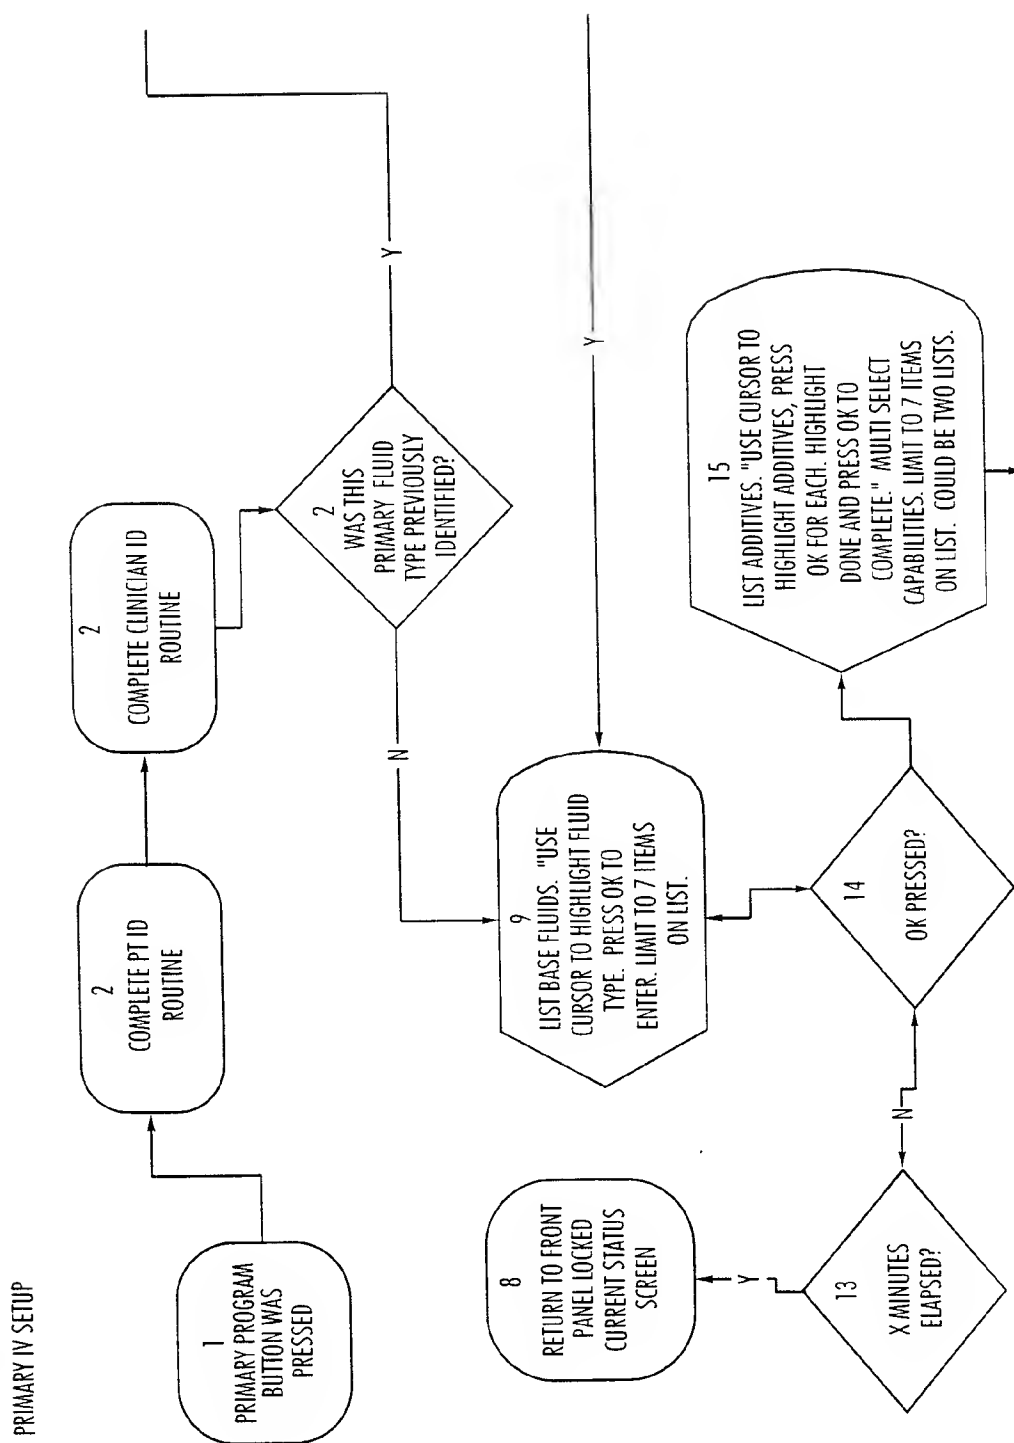 PRIMARY IV SETUP
1
PRIMARY PROGRAM
BUTTON WAS
PRESSED
2
COMPLETE PT ID
ROUTINE
2
COMPLETE CLINICIAN ID
ROUTINE
2
WAS THIS
PRIMARY FLUID
TYPE PREVIOUSLY
IDENTIFIED?
Y
N
Y
9
LIST BASE FLUIDS. "USE
CURSOR TO HIGHLIGHT FLUID
TYPE. PRESS OK TO
ENTER. LIMIT TO 7 ITEMS
ON LIST.
8
RETURN TO FRONT
PANEL LOCKED
CURRENT STATUS
SCREEN
Y
13
X MINUTES
ELAPSED?
N
14
OK PRESSED?
15
LIST ADDITIVES. "USE CURSOR TO
HIGHLIGHT ADDITIVES, PRESS
OK FOR EACH. HIGHLIGHT
DONE AND PRESS OK TO
COMPLETE." MULTI SELECT
CAPABILITIES. LIMIT TO 7 ITEMS
ON LIST. COULD BE TWO LISTS.